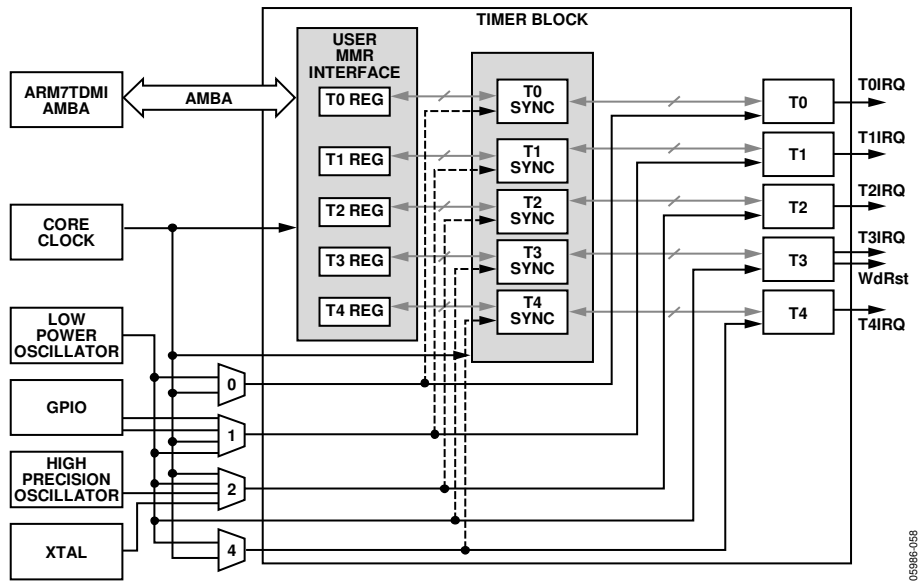 TIMER BLOCK
USER
MMR
INTERFACE
ARM7TDMI
AMBA
AMBA
T0 REG
T0
SYNC
T0
T0IRQ
T1 REG
T1
SYNC
T1
T1IRQ
CORE
CLOCK
T2 REG
T2
SYNC
T2
T2IRQ
T3 REG
T3
SYNC
T3
T3IRQ
WdRst
T4 REG
T4
SYNC
T4
T4IRQ
LOW
POWER
OSCILLATOR
0
GPIO
1
HIGH
PRECISION
OSCILLATOR
2
XTAL
4
05986-058